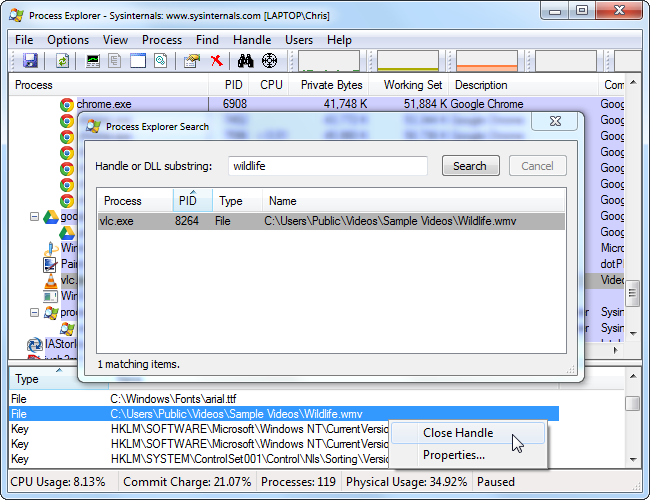 Process Explorer - Sysinternals: www.sysinternals.com [LAPTOP\Chris]
File Options View Process Find Handle Users Help
Process PID CPU Private Bytes Working Set Description Com
chrome.exe 6908 41,748 K 51,884 K Google Chrome Goog
Process Explorer Search
Goog
Handle or DLL substring: wildlife Search Cancel
Goog
Goog
Process PID Type Name
Goog
vlc.exe 8264 File C:\Users\Public\Videos\Sample Videos\Wildlife.wmv
Goog
goo Goog
Goog
Win Micro
Pain dotP
vlc. Video
Win
proc Sysin
Sysin
IAStorI
1 matching items.
Type
File C:\Windows\Fonts\arial.ttf
File C:\Users\Public\Videos\Sample Videos\Wildlife.wmv
Key HKLM\SOFTWARE\Microsoft\Windows NT\CurrentVersio
Key HKLM\SOFTWARE\Microsoft\Windows NT\CurrentVersio
Key HKLM\SYSTEM\ControlSet001\Control\Nls\Sorting\Version
Close Handle
Properties...
CPU Usage: 8.13% Commit Charge: 21.07% Processes: 119 Physical Usage: 34.92% Paused